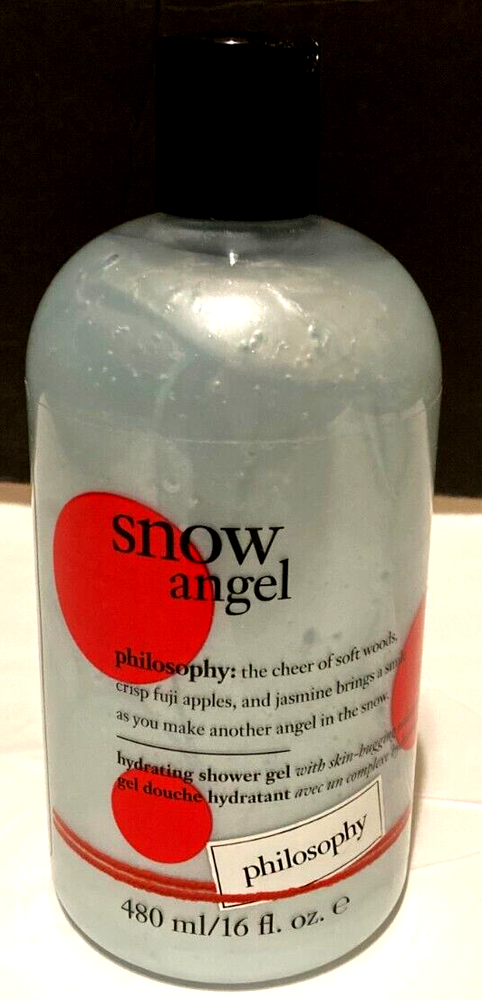 snow
angel
philosophy: the cheer of soft woods,
crisp fuji apples, and jasmine brings a
as you make another angel in the snow.
hydrating shower gel with skin-hugging
gel douche hydratant avec un complexe
philosophy
480 ml/16 fl. oz. e